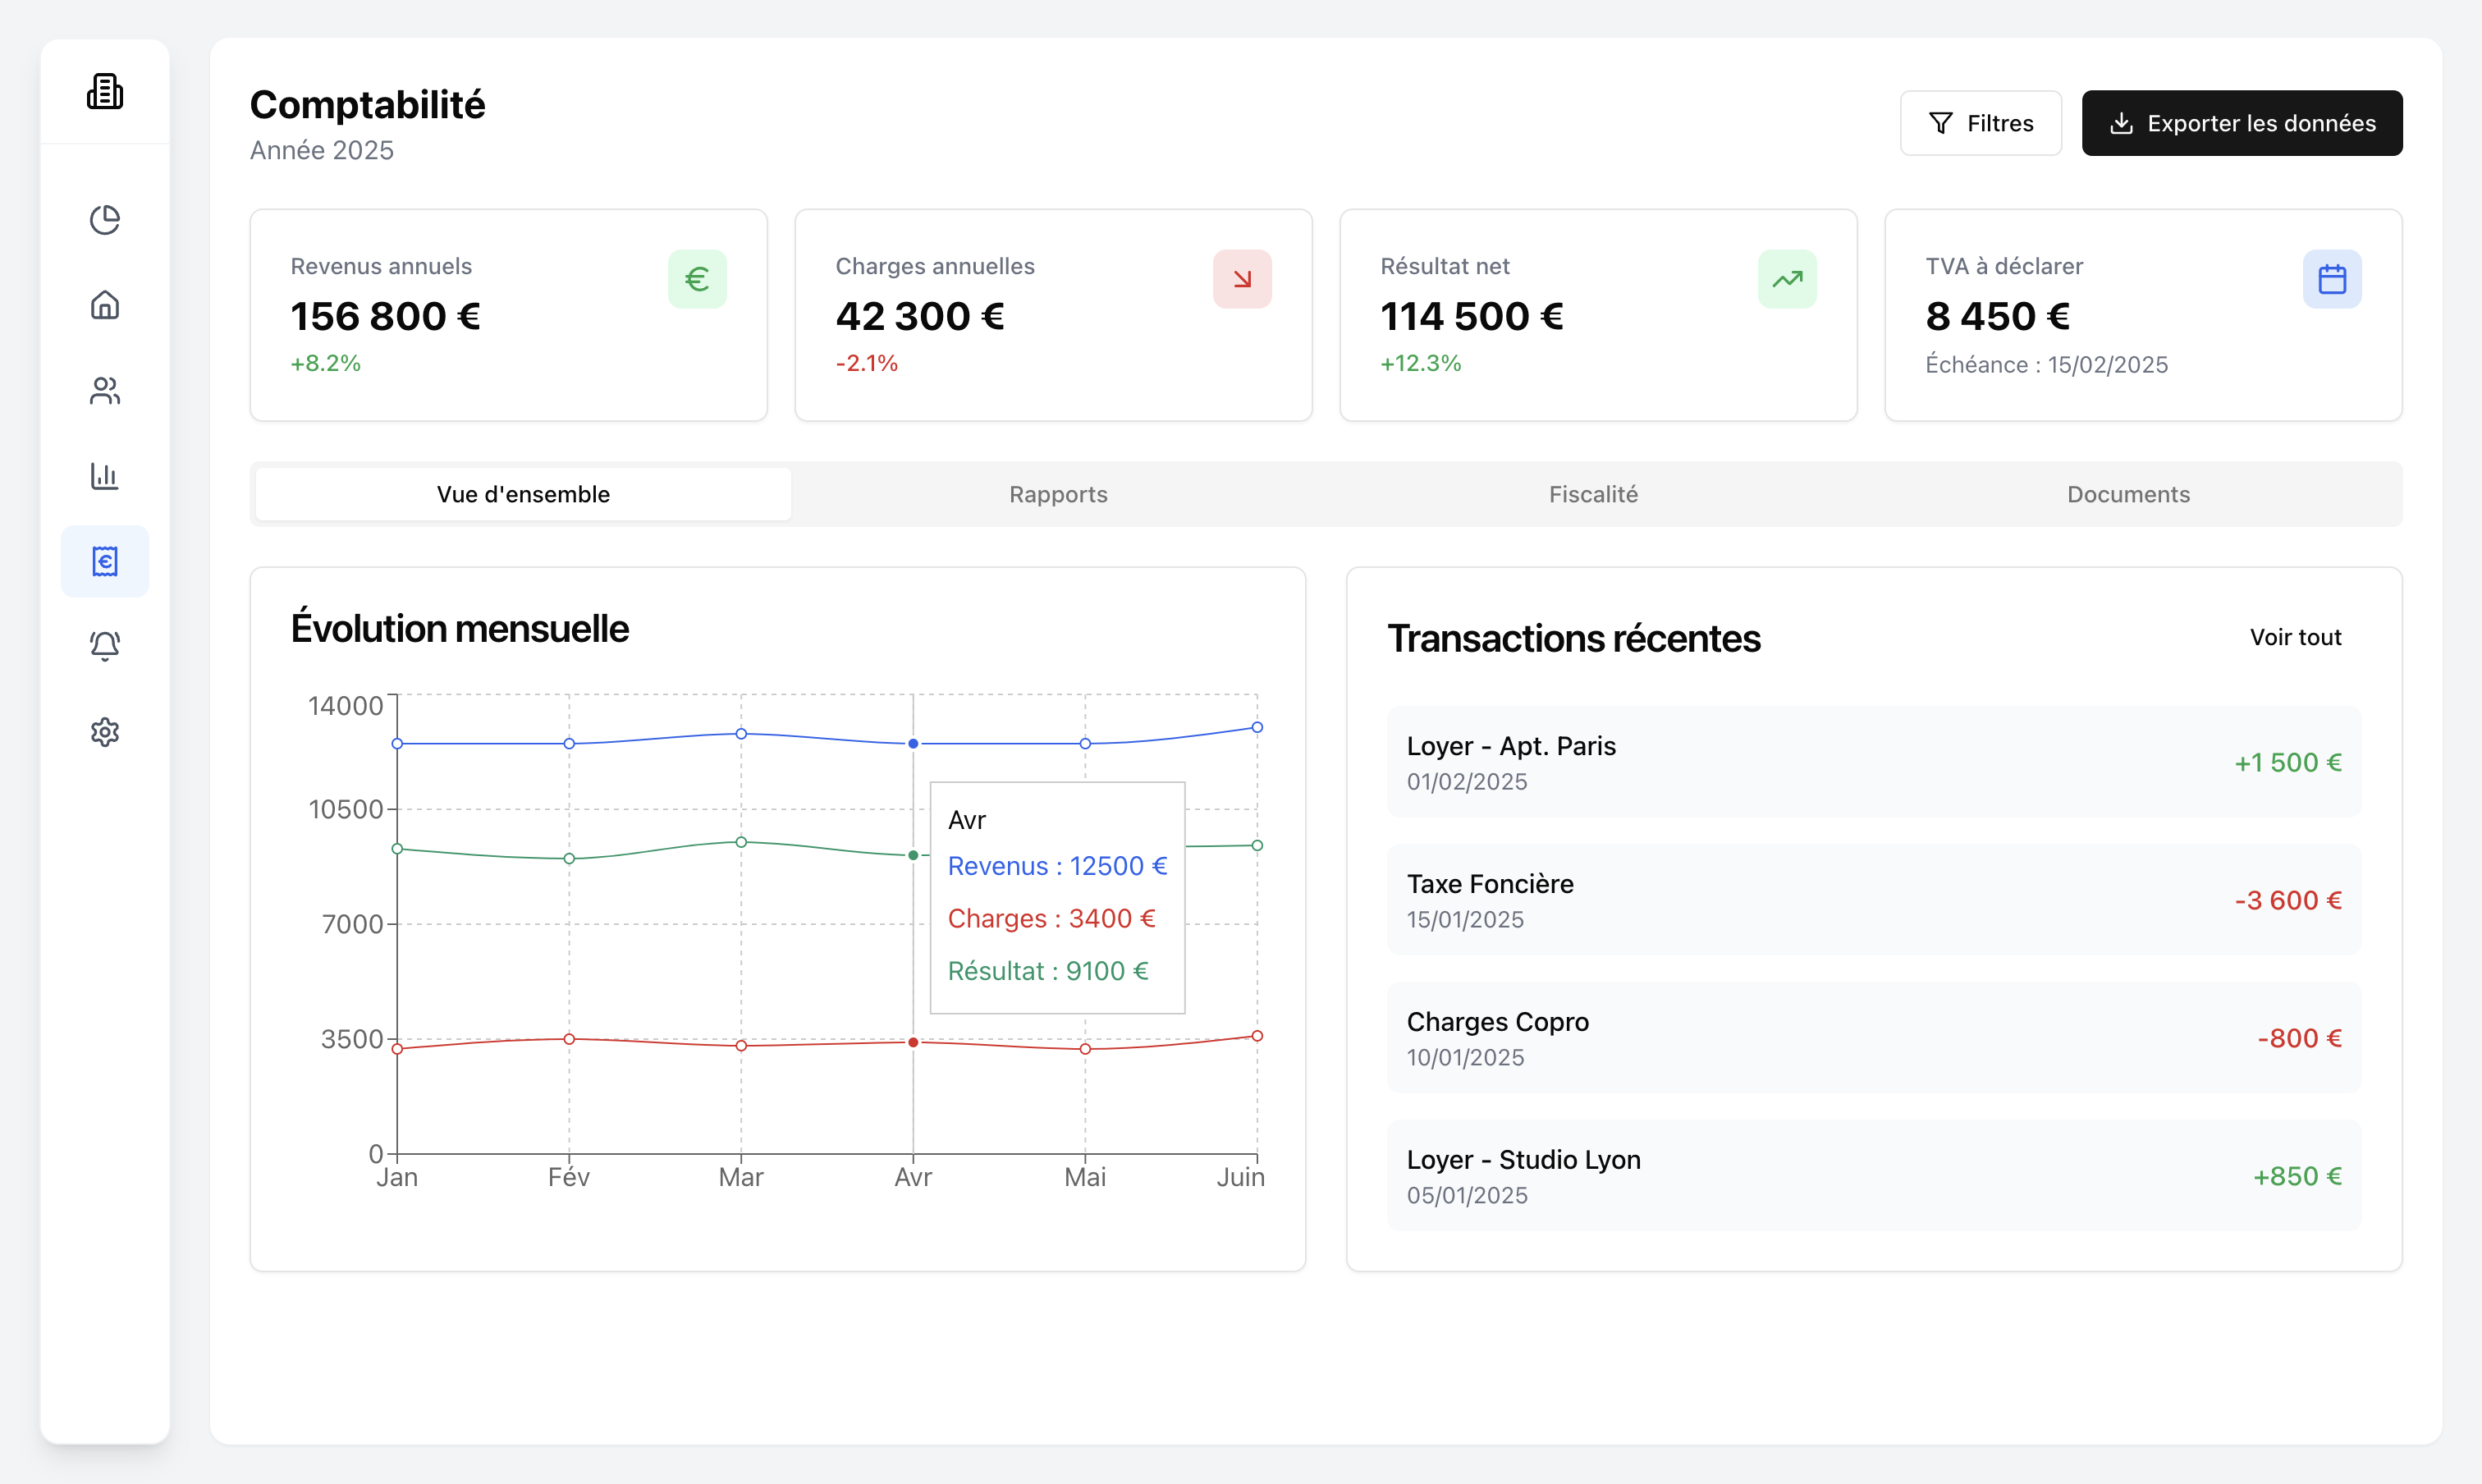 Comptabilité
Année 2025
Filtres
Exporter les données
Revenus annuels
156 800 €
+8.2%
Charges annuelles
42 300 €
-2.1%
Résultat net
114 500 €
+12.3%
TVA à déclarer
8 450 €
Échéance : 15/02/2025
Vue d'ensemble
Rapports
Fiscalité
Documents
Évolution mensuelle
14000
10500
7000
3500
0
Jan
Fév
Mar
Avr
Mai
Juin
Avr
Revenus : 12500 €
Charges : 3400 €
Résultat : 9100 €
Transactions récentes
Voir tout
Loyer - Apt. Paris
01/02/2025
+1 500 €
Taxe Foncière
15/01/2025
-3 600 €
Charges Copro
10/01/2025
-800 €
Loyer - Studio Lyon
05/01/2025
+850 €